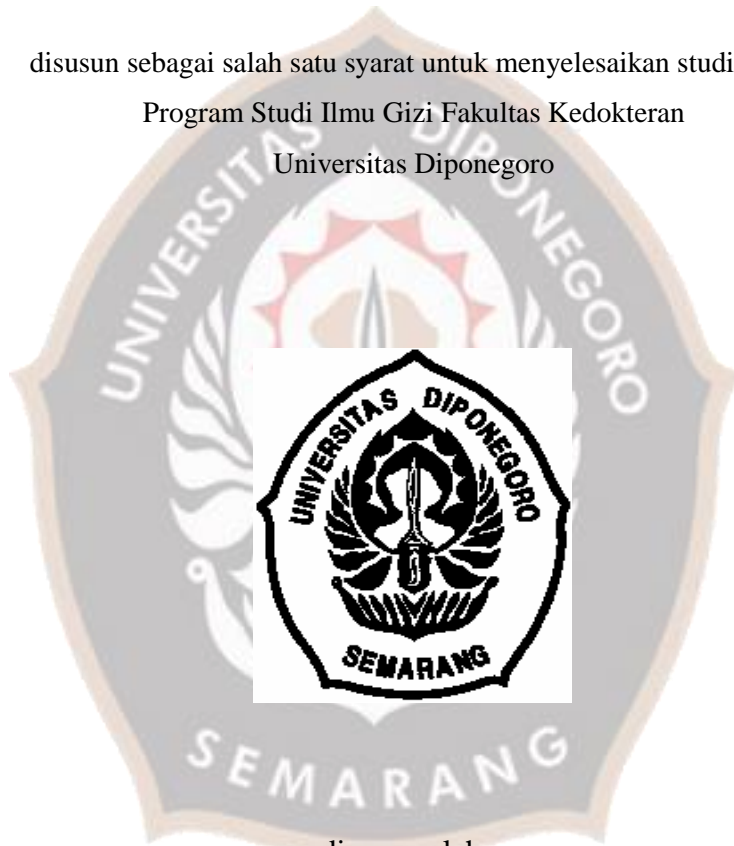 disusun sebagai salah satu syarat untuk menyelesaikan studi
Program Studi Ilmu Gizi Fakultas Kedokteran
Universitas Diponegoro
UNIVERSITAS DIPONEGORO
SEMARANG
UNIVERSITAS DIPONEGORO
SEMARANG